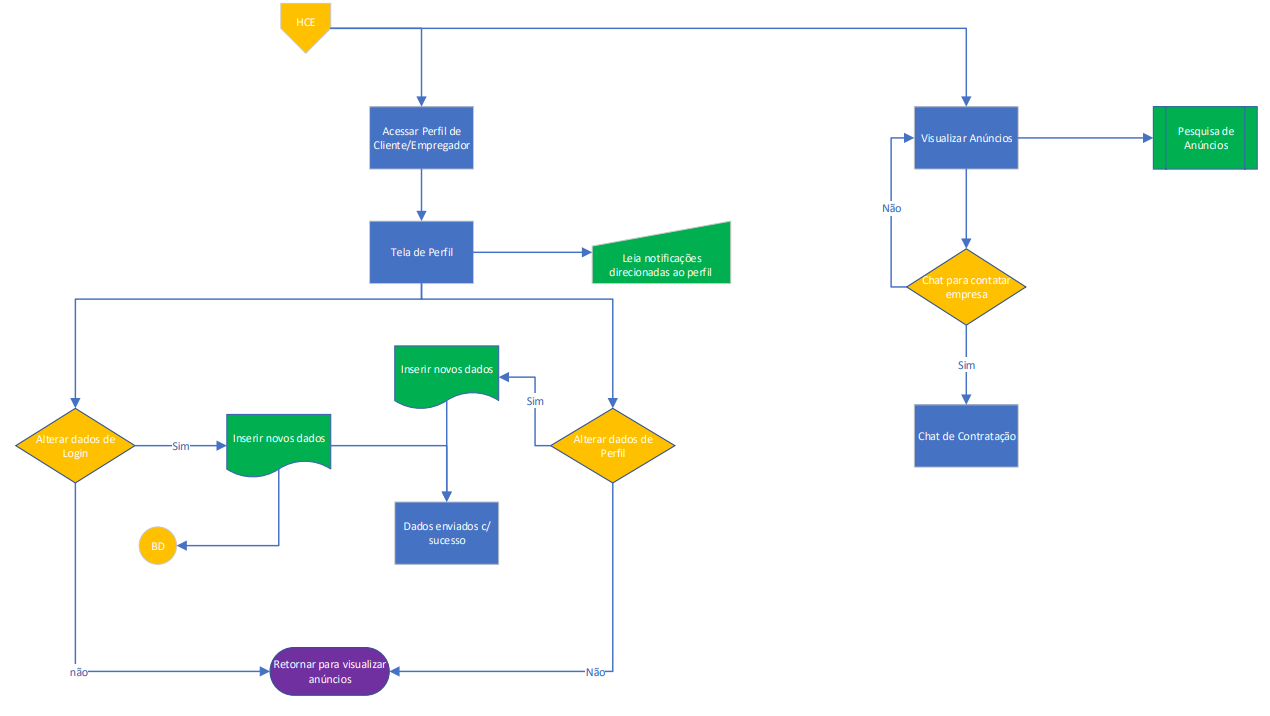 HCE
Acessar Perfil de
Cliente/Empregador
Visualizar Anúncios
Pesquisa de
Anúncios
Não
Tela de Perfil
Leia notificações
direcionadas ao perfil
Chat para contatar
empresa
Sim
Chat de Contratação
Inserir novos dados
Sim
Alterar dados de
Login
Sim
Inserir novos dados
Alterar dados de
Perfil
Dados enviados c/
sucesso
BD
não
Retornar para visualizar
anúncios
Não